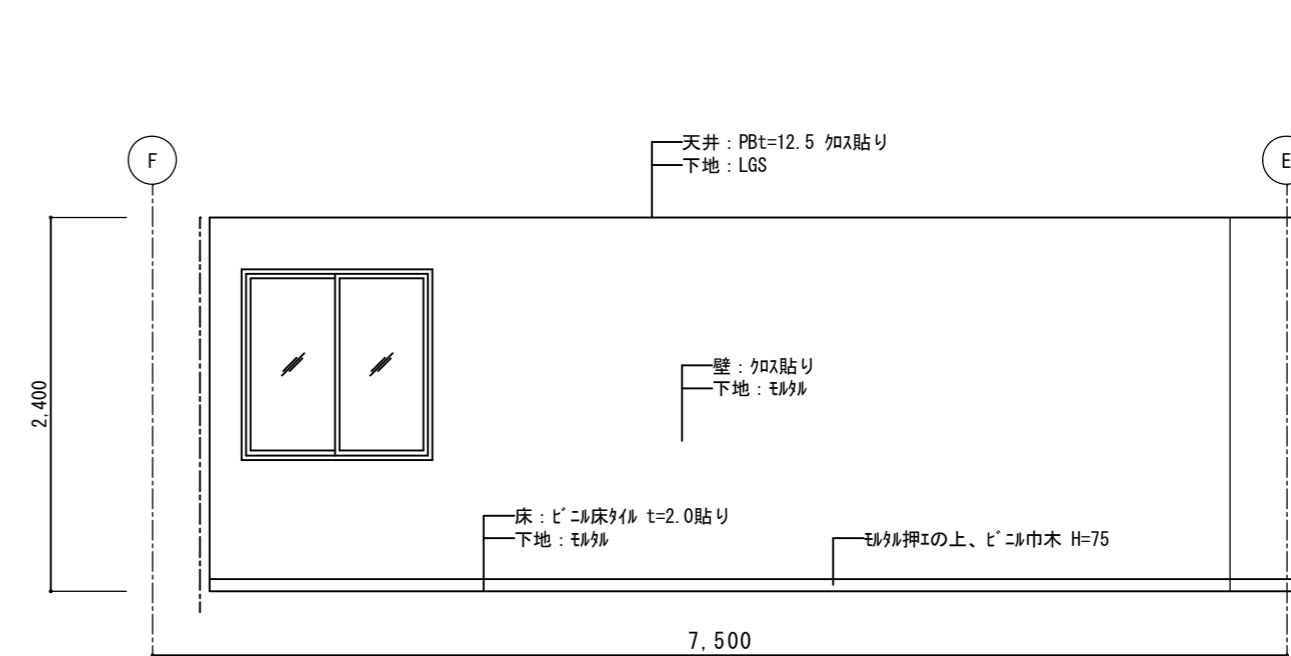 天井：PBt=12.5 ｸﾛｽ貼り
下地：LGS
F
E
2,400
壁：ｸﾛｽ貼り
下地：ﾓﾙﾀﾙ
床：ﾋﾞﾆﾙ床ﾀｲﾙ t=2.0貼り
下地：ﾓﾙﾀﾙ
ﾓﾙﾀﾙ押ｴの上、ﾋﾞﾆﾙ巾木 H=75
7,500